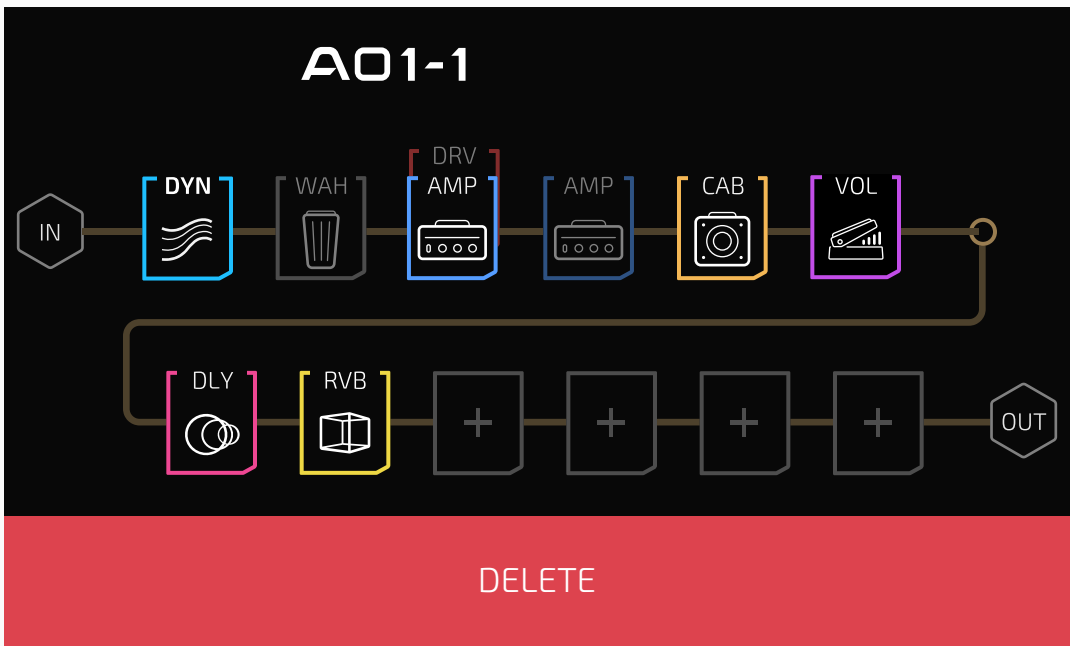 A01-1
DRV
DYN WAH AMP AMP CAB VOL
IN
DLY RVB
OUT
DELETE